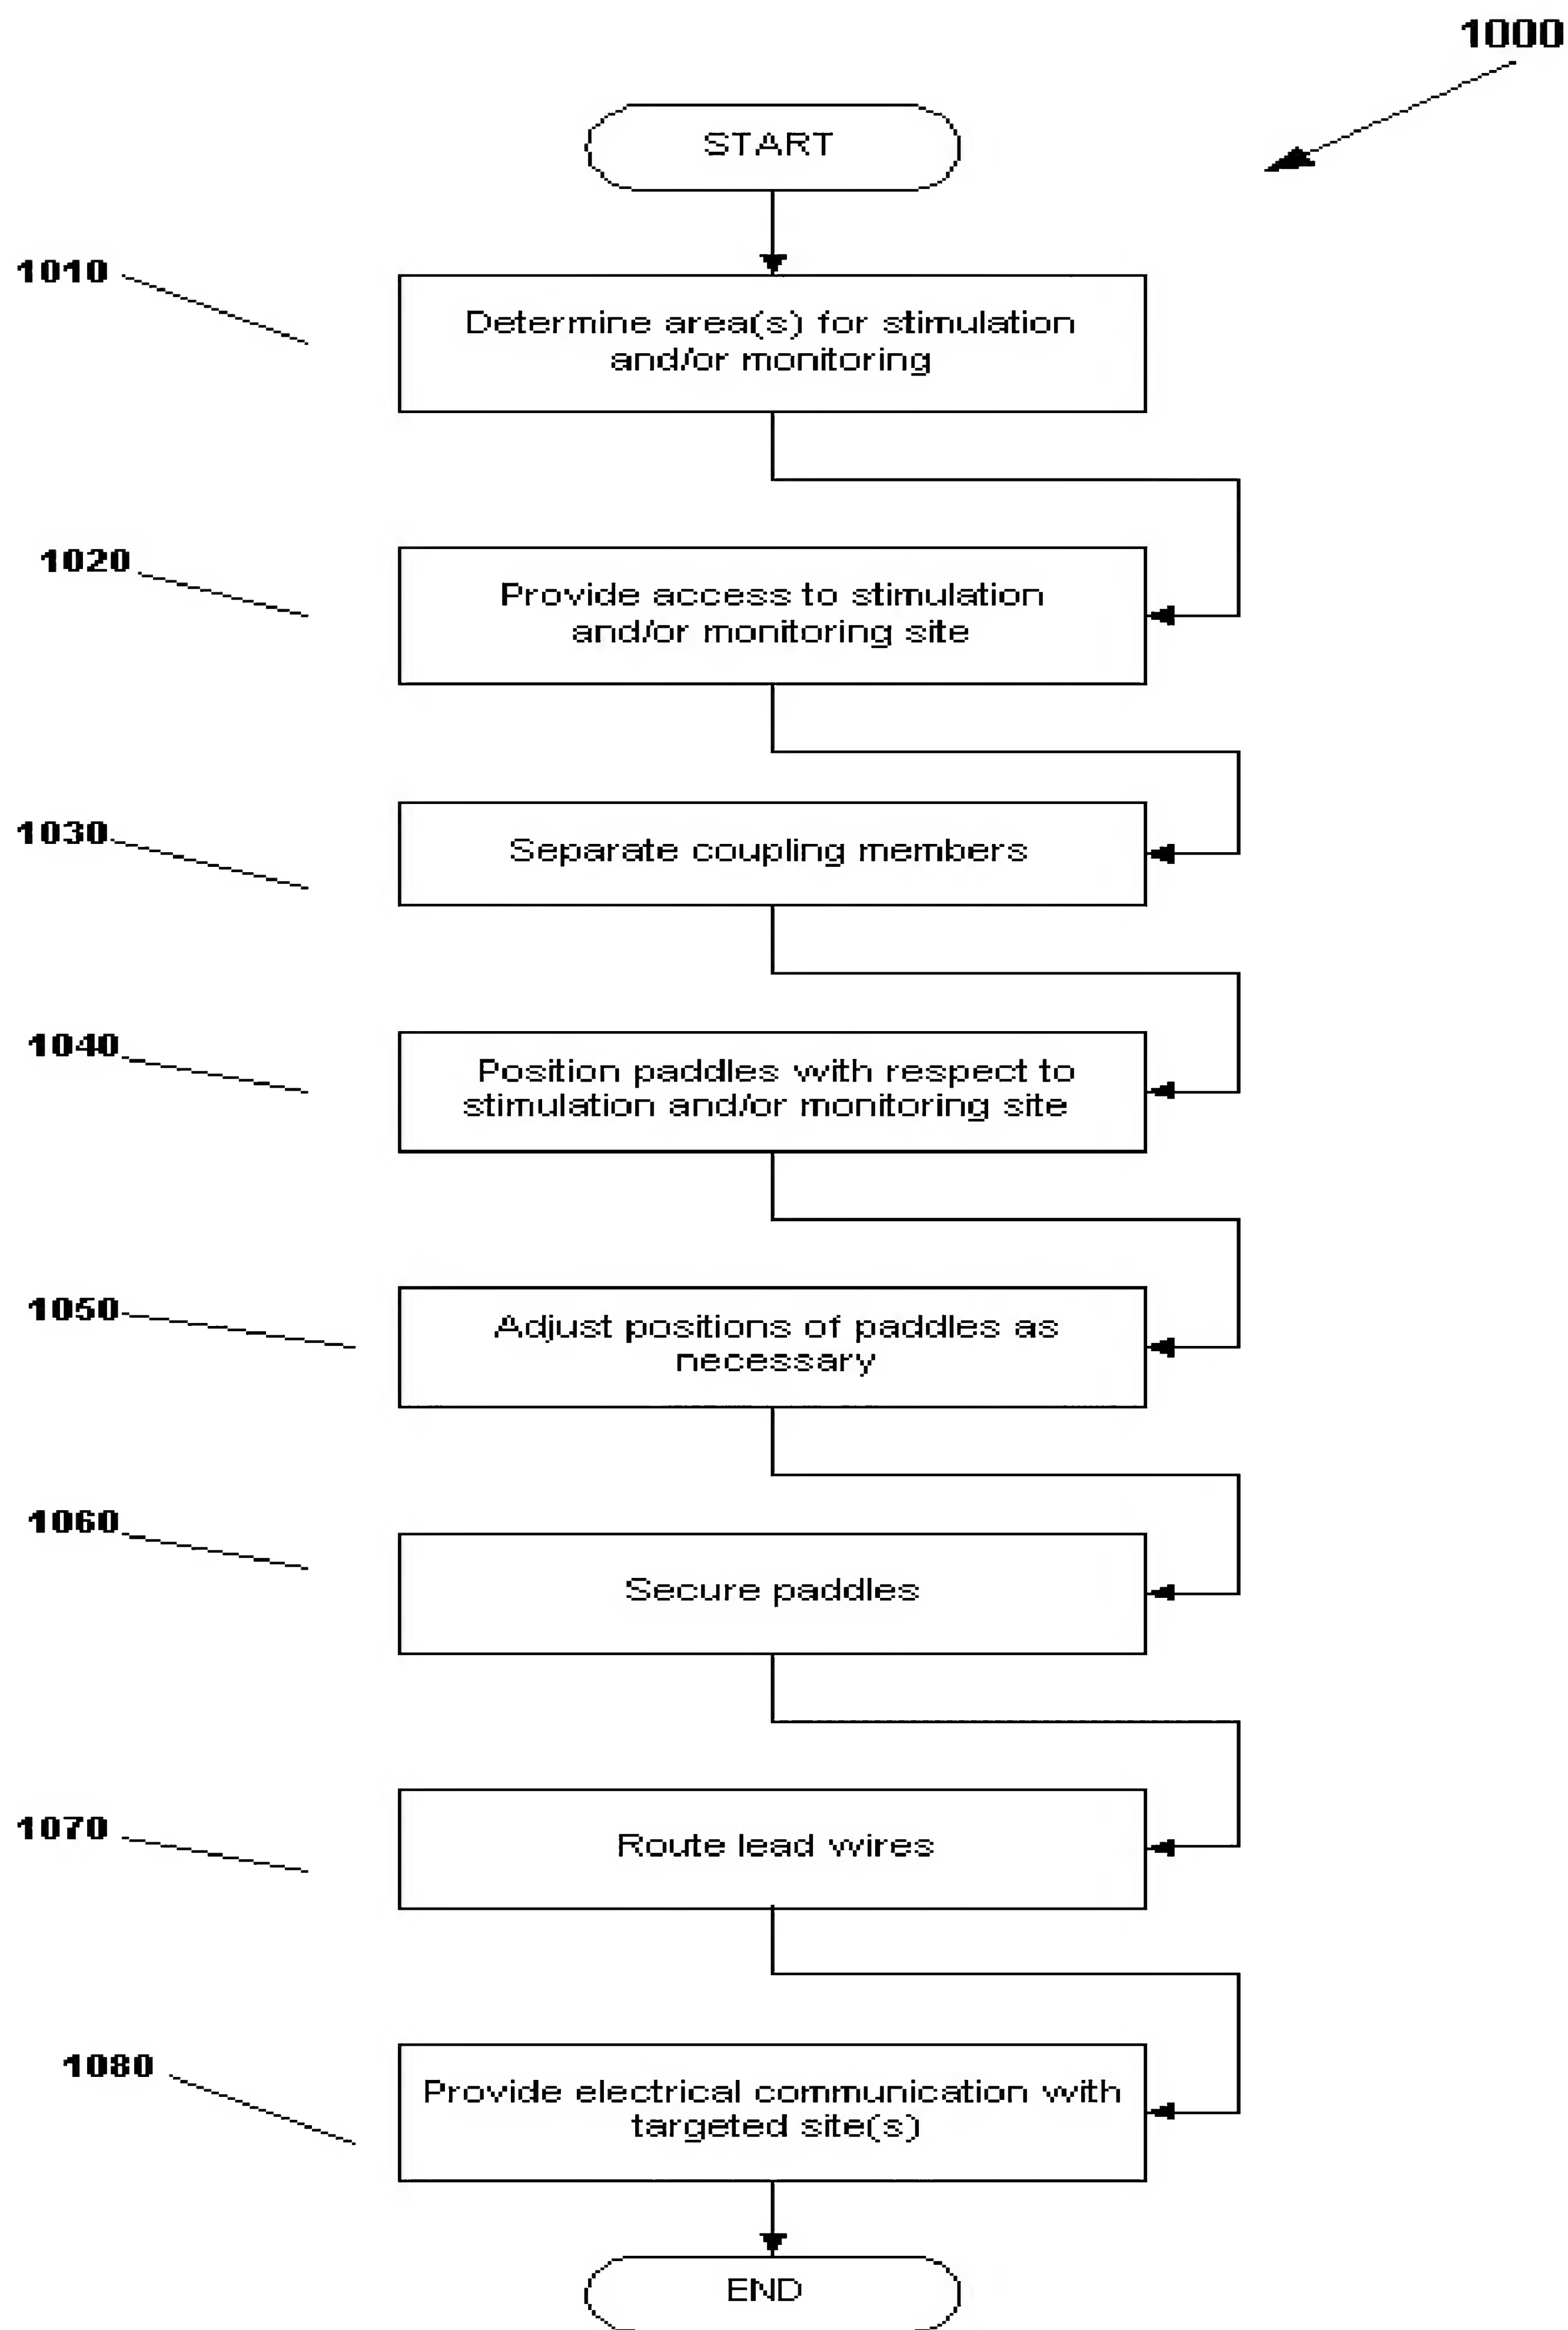 1000
START
1010
Determine area(s) for stimulation
and/or monitoring
1020
Provide access to stimulation
and/or monitoring site
1030
Separate coupling members
1040
Position paddles with respect to
stimulation and/or monitoring site
1050
Adjust positions of paddles as
necessary
1060
Secure paddles
1070
Route lead wires
1080
Provide electrical communication with
targeted site(s)
END